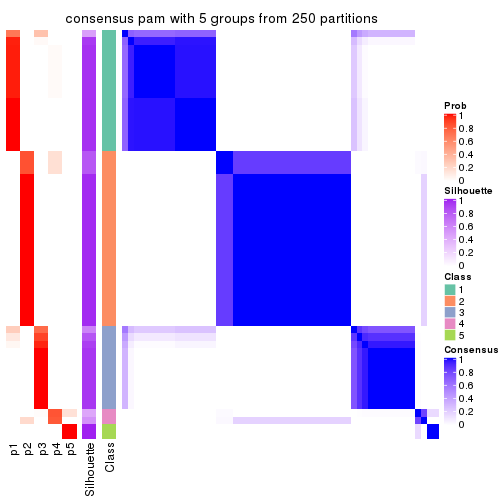 consensus pam with 5 groups from 250 partitions
Prob
1
0.8
0.6
0.4
0.2
0
Silhouette
1
0.8
0.6
0.4
0.2
0
Class
1
2
3
4
5
Consensus
1
0.8
0.6
0.4
0.2
0
p1
p2
p3
p4
p5
Silhouette
Class